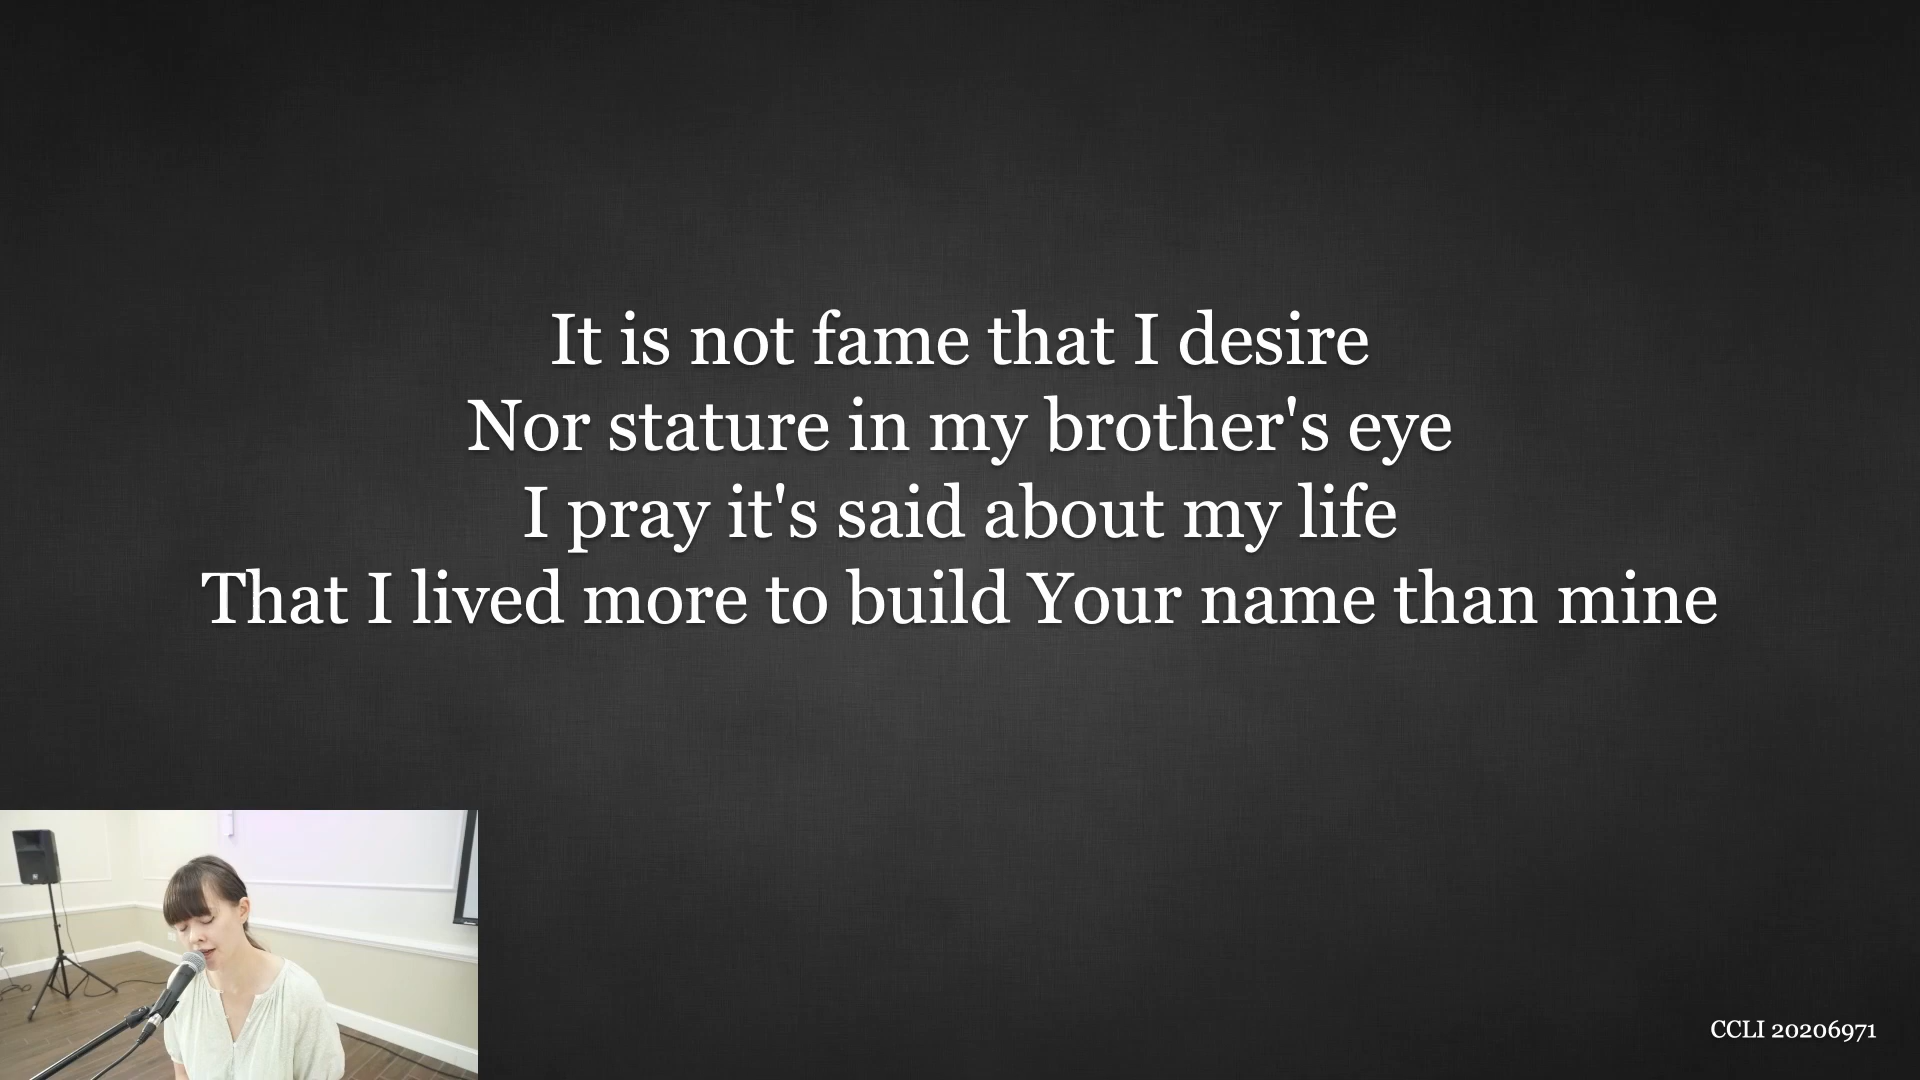 It is not fame that I desire
Nor stature in my brother's eye
I pray it's said about my life
That I lived more to build Your name than mine
CCLI 20206971